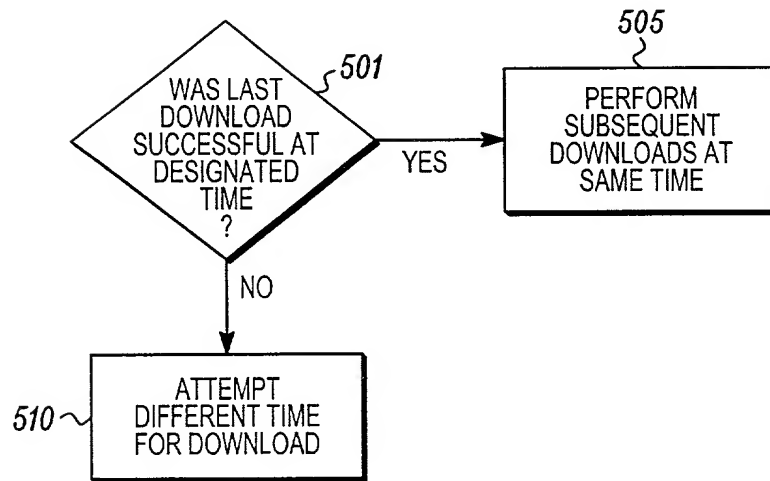 501
WAS LAST
DOWNLOAD
SUCCESSFUL AT
DESIGNATED
TIME
?
YES
505
PERFORM
SUBSEQUENT
DOWNLOADS AT
SAME TIME
NO
510
ATTEMPT
DIFFERENT TIME
FOR DOWNLOAD